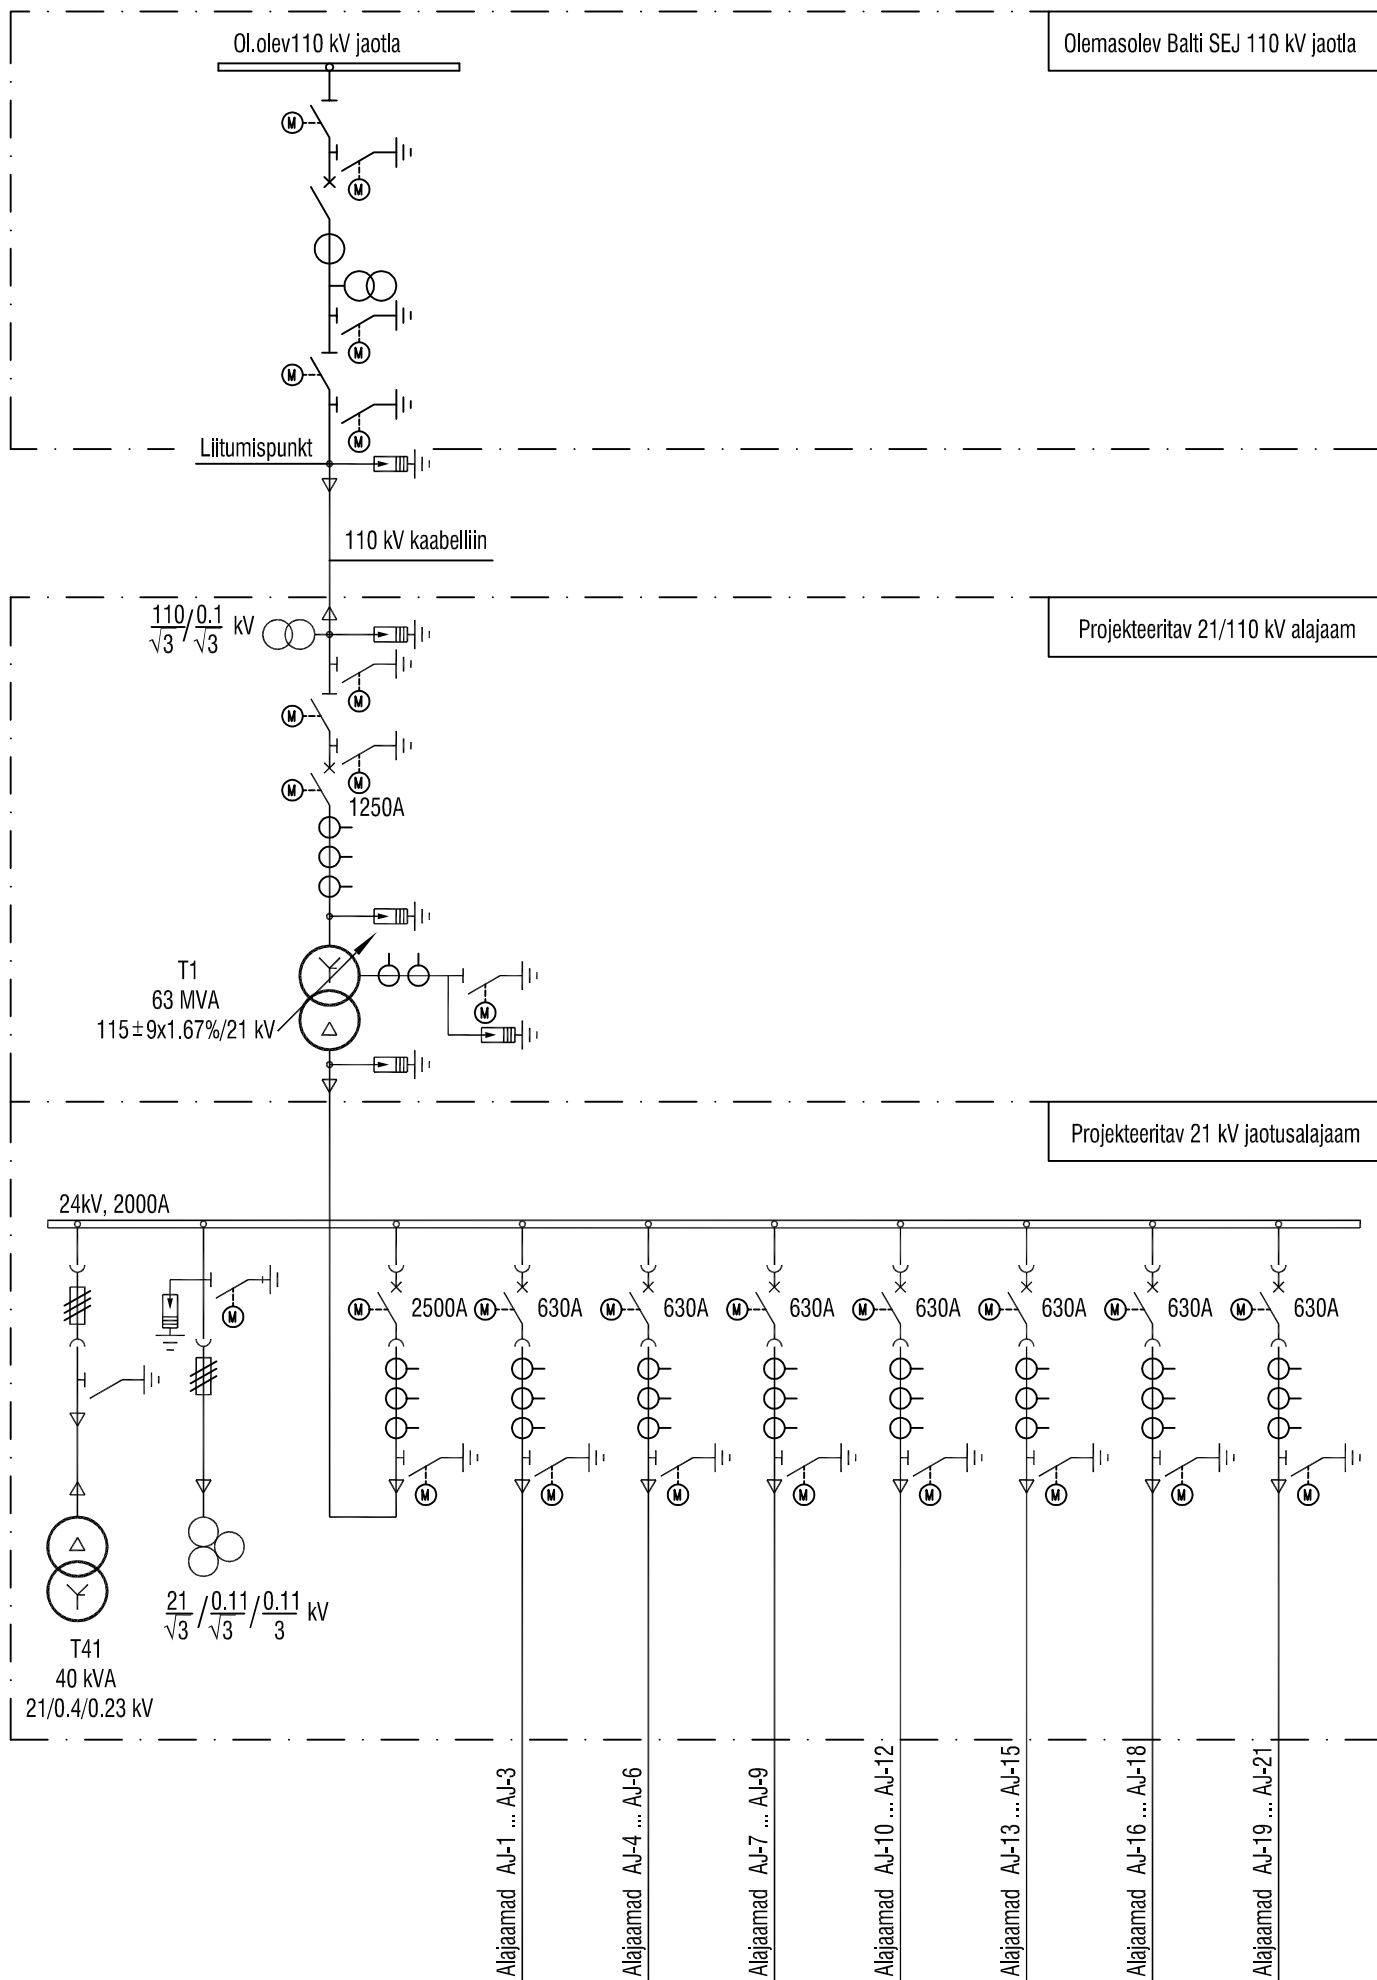 Ol.olev110 kV jaotla
Olemasolev Balti SEJ 110 kV jaotla
M
M
M
M
M
Liitumispunkt
110 kV kaabelliin
110/√3 / 0.1/√3 kV
Projekteeritav 21/110 kV alajaam
M
M
M
M
1250A
T1
63 MVA
115±9x1.67%/21 kV
M
Projekteeritav 21 kV jaotusalajaam
24kV, 2000A
M
M 2500A
M 630A
M 630A
M 630A
M 630A
M 630A
M 630A
M 630A
M
M
M
M
M
M
M
M
21/√3 / 0.11/√3 / 0.11/3 kV
T41
40 kVA
21/0.4/0.23 kV
Alajaamad AJ-1 ... AJ-3
Alajaamad AJ-4 ... AJ-6
Alajaamad AJ-7 ... AJ-9
Alajaamad AJ-10 ... AJ-12
Alajaamad AJ-13 ... AJ-15
Alajaamad AJ-16 ... AJ-18
Alajaamad AJ-19 ... AJ-21